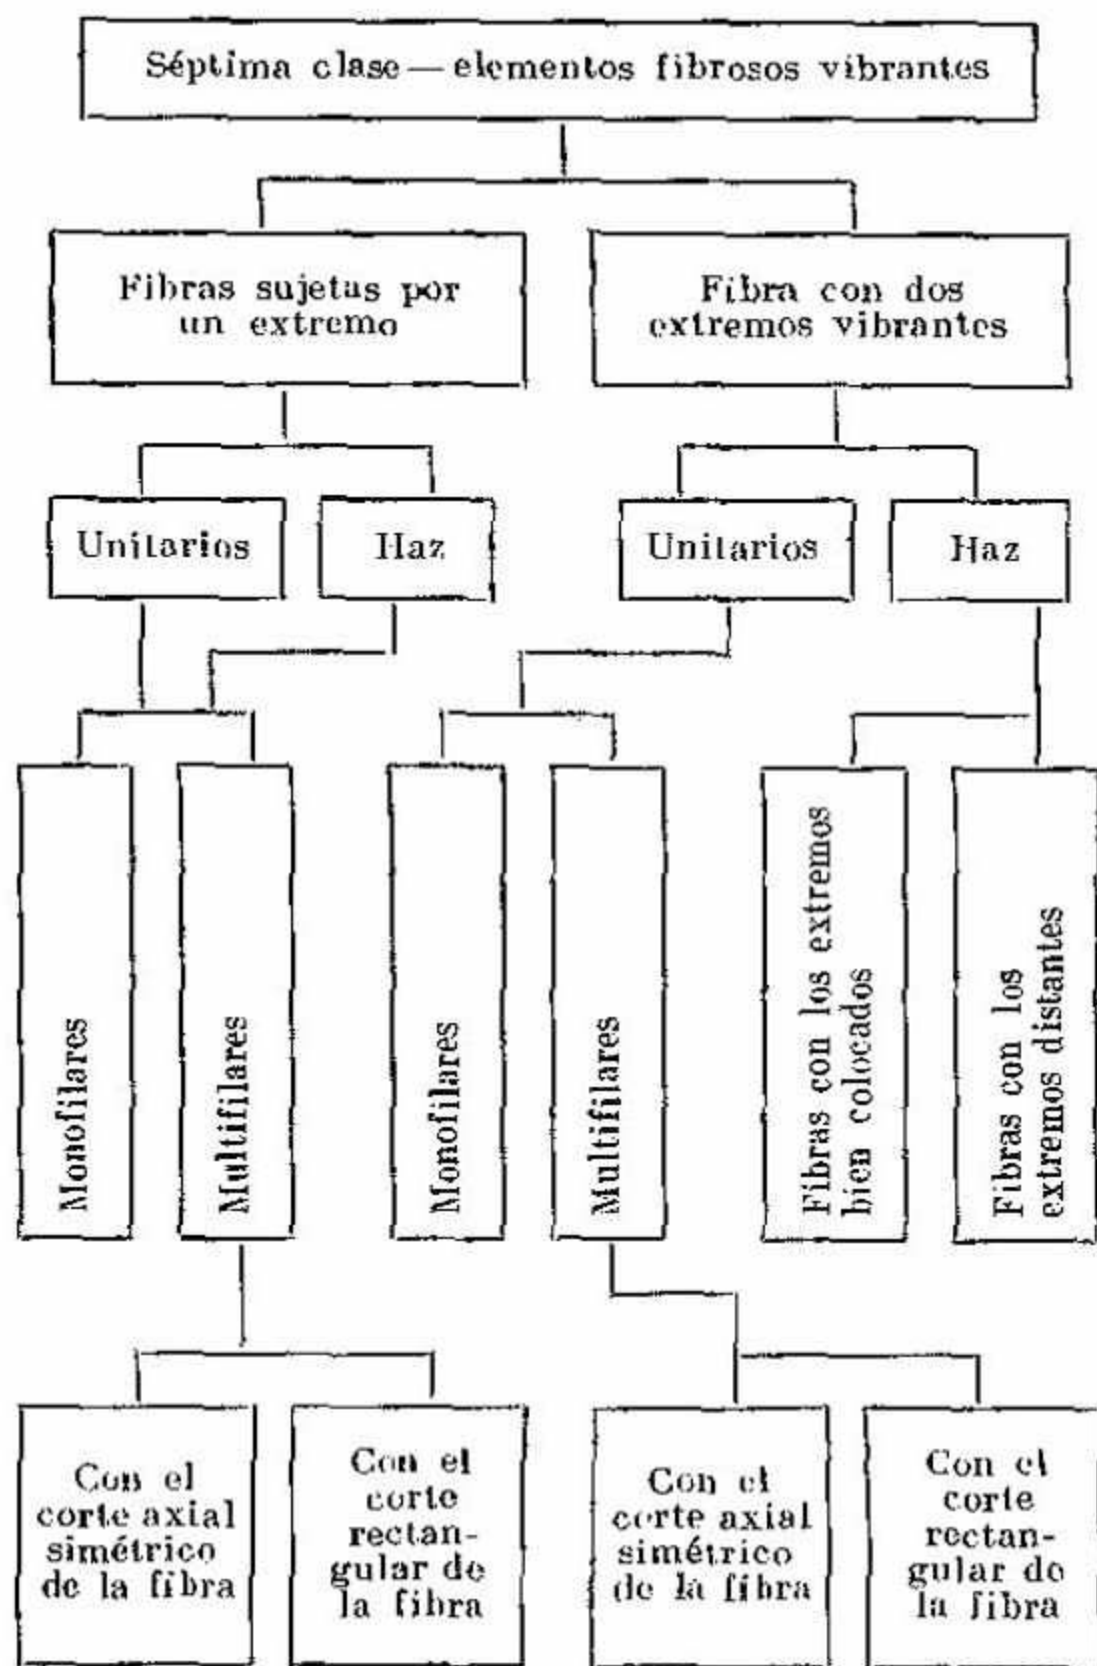 Séptima clase — elementos fibrosos vibrantes
Fibras sujetas por
un extremo
Fibra con dos
extremos vibrantes
Unitarios
Haz
Unitarios
Haz
Monofilares
Multifilares
Monofilares
Multifilares
Fibras con los extremos
bien colocados
Fibras con los
extremos distantes
Con el
corte axial
simétrico
de la fibra
Con el
corte
rectan-
gular de
la fibra
Con el
corte axial
simétrico
de la fibra
Con el
corte
rectan-
gular de
la fibra